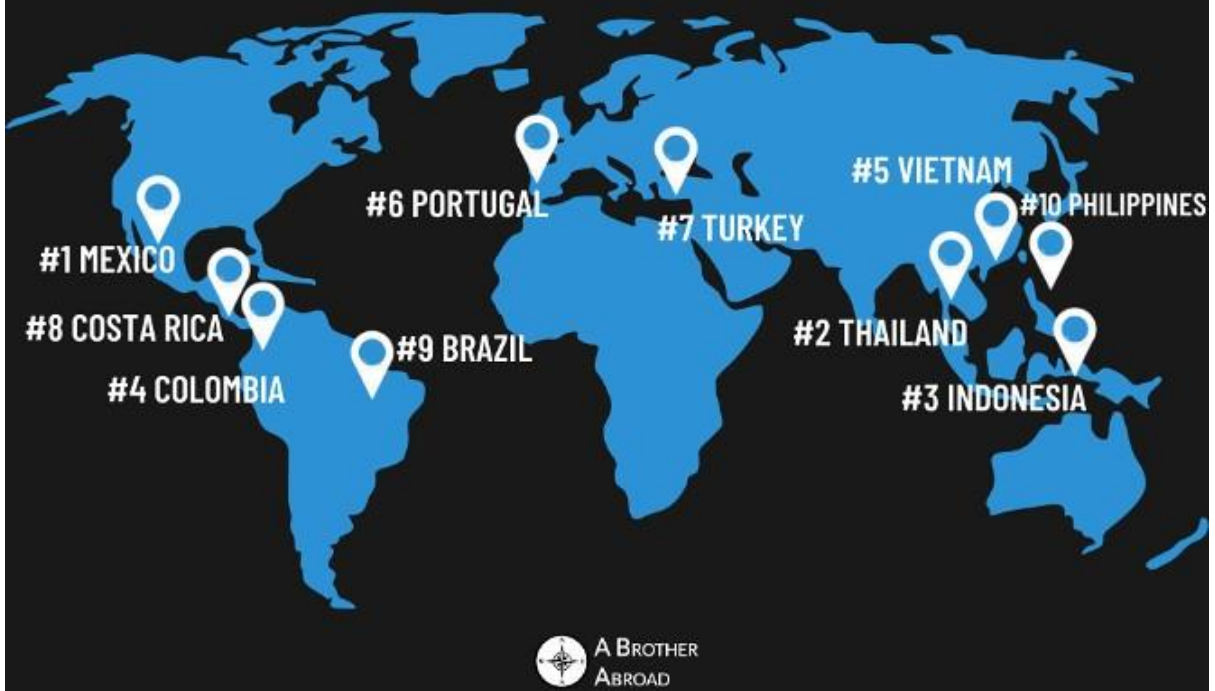 #5 VIETNAM
#6 PORTUGAL
#10 PHILIPPINES
#7 TURKEY
#1 MEXICO
#8 COSTA RICA
#9 BRAZIL
#2 THAILAND
#4 COLOMBIA
#3 INDONESIA
A BROTHER
ABROAD